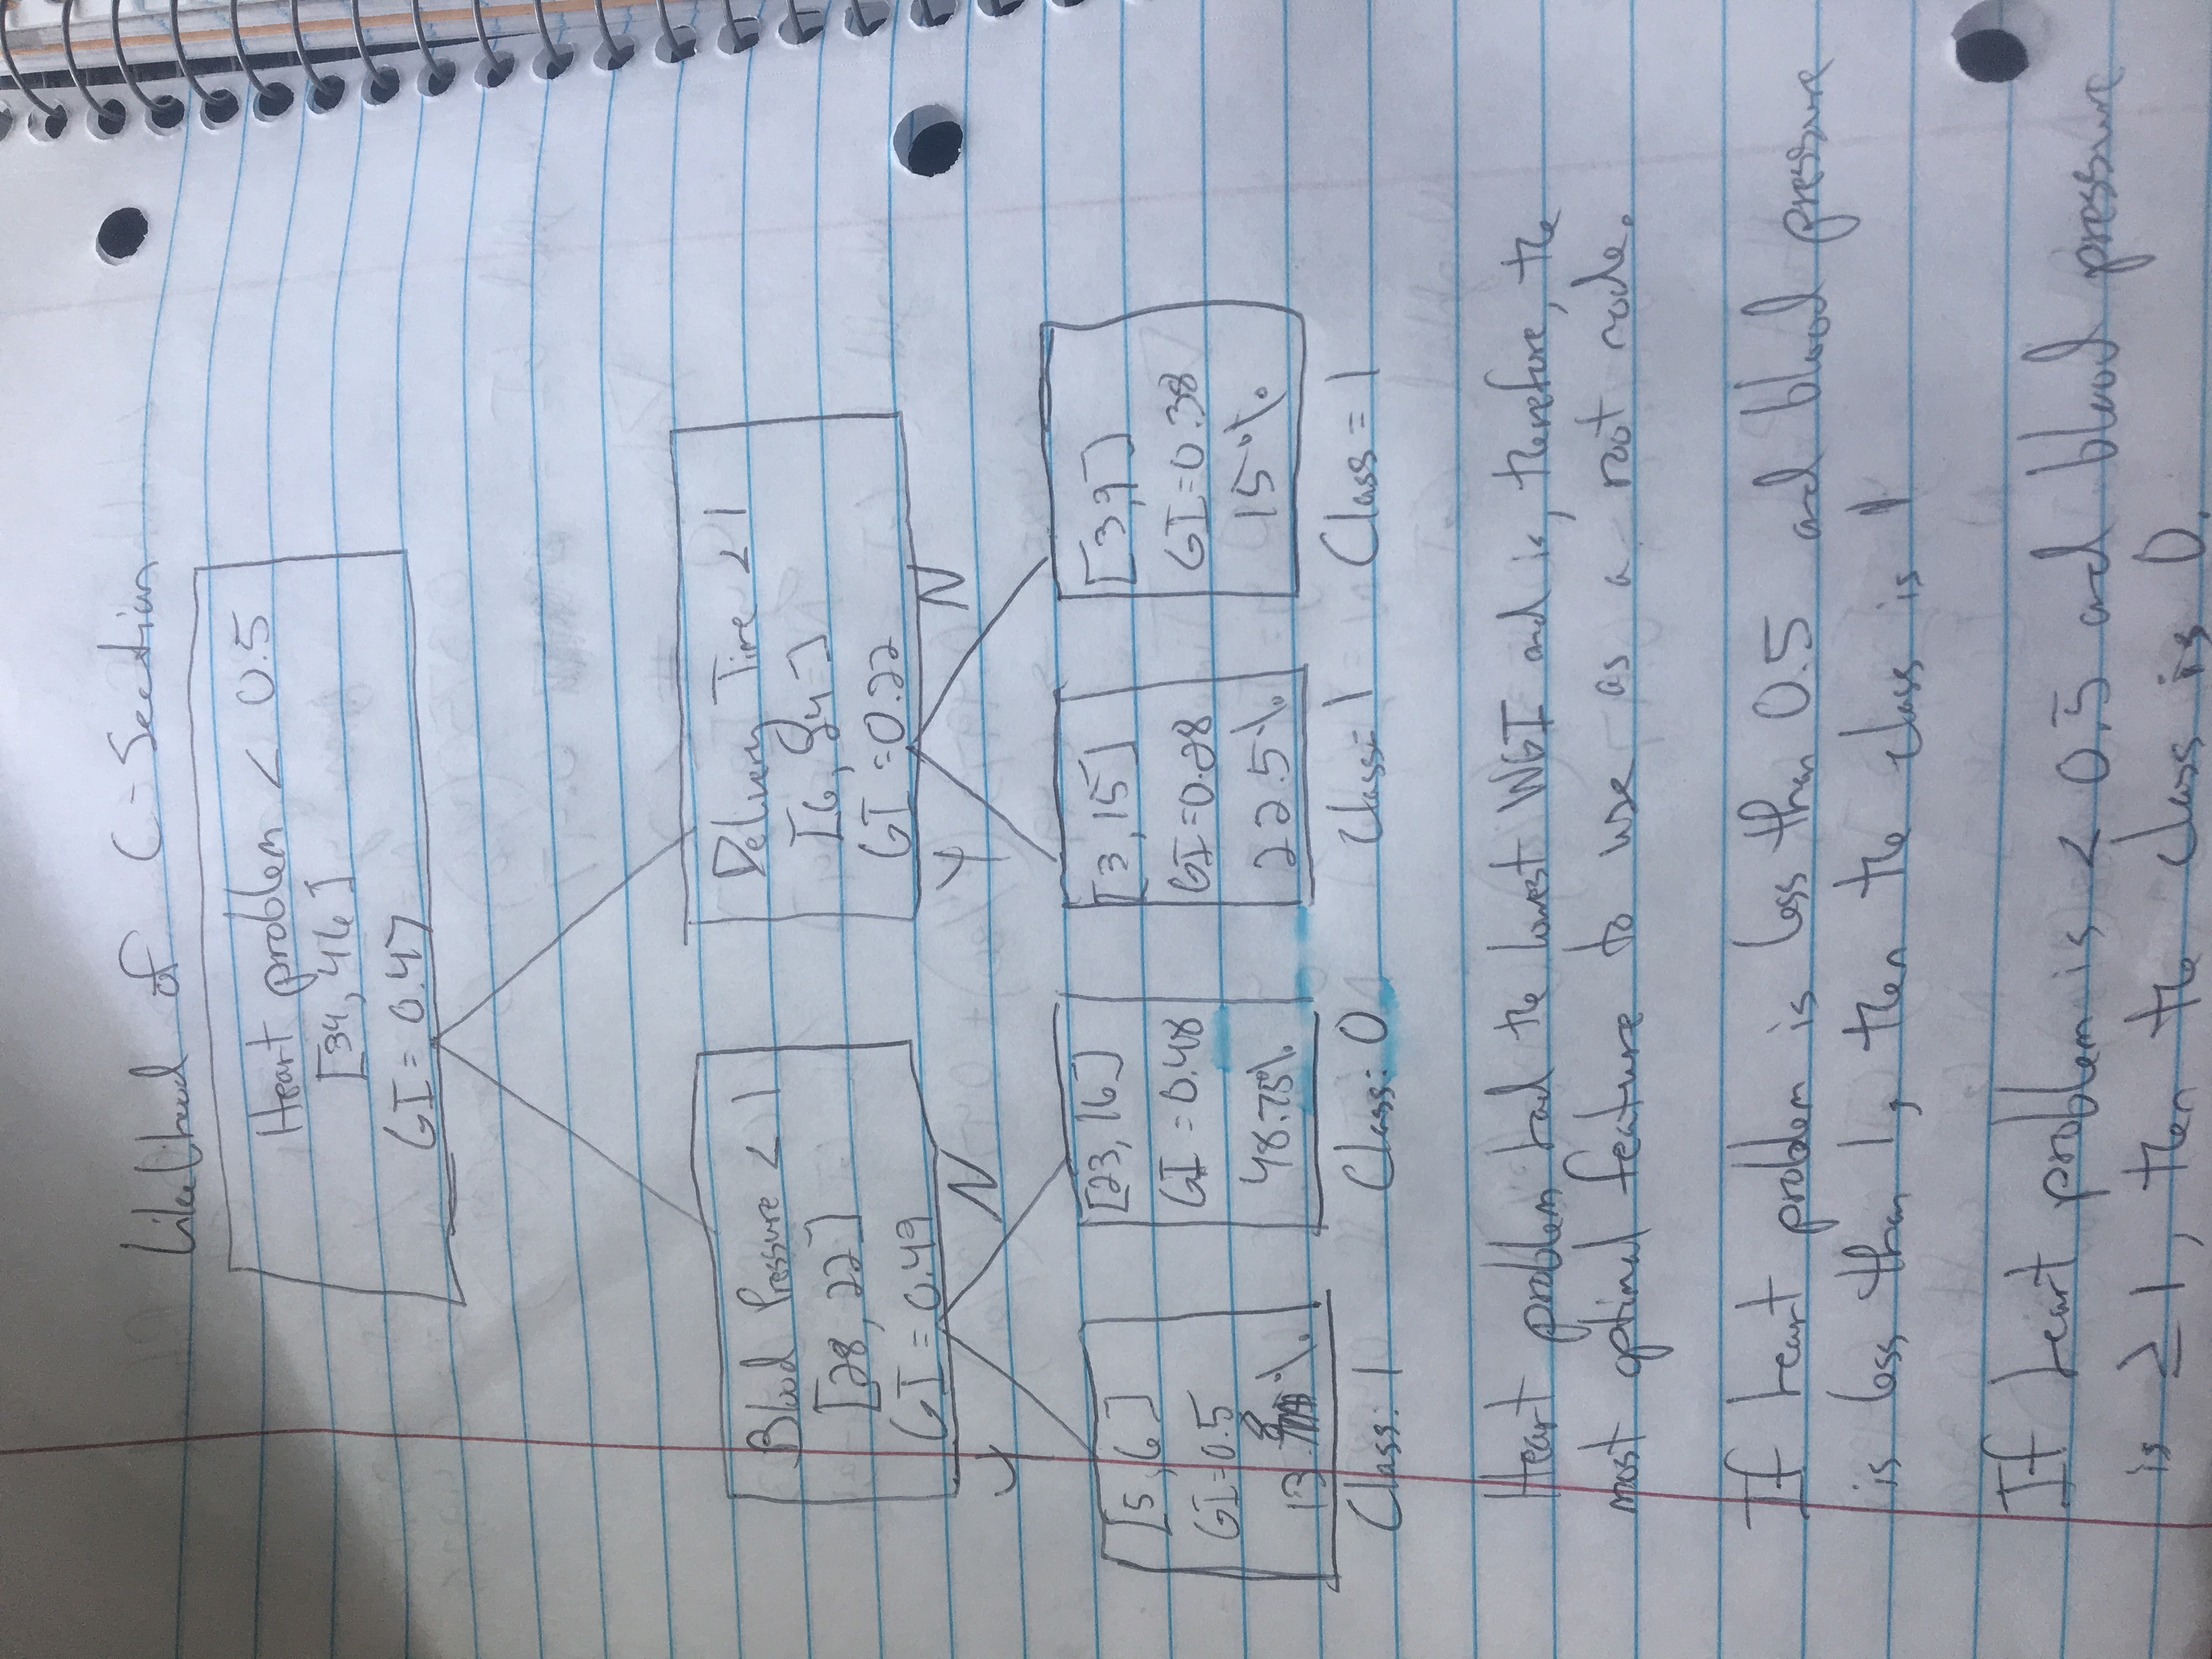 Likelihood of C-Section
Heart problem < 0.5
[34, 46]
GI = 0.47
Blood Pressure < 1
[28, 22]
GI = 0.49
Delivery Time < 1
[6, 24]
GI = 0.22
Y N Y N
[5, 6]
GI = 0.5
13. %
Class: 1
[23, 16]
GI = 0.48
48.75%
Class: 0
[3, 15]
GI = 0.28
22.5%
Class = 1
[3, 9]
GI = 0.38
15%
Class = 1
Heart problem had the lowest WGI and is, therefore, the
most optimal feature to use as a root node.
If heart problem is less than 0.5 and blood pressure
is less than 1, then the class is 1
If heart problem is < 0.5 and blood pressure
is ≥ 1, then the class is 0.